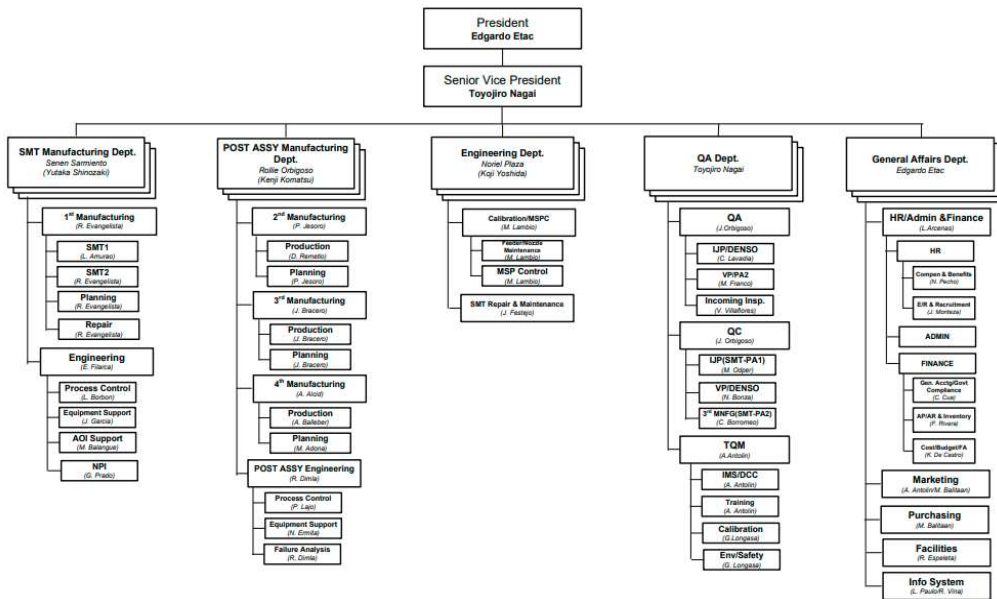 President
Edgardo Etac
Senior Vice President
Toyojiro Nagai
SMT Manufacturing Dept.
Senen Sarmiento
(Yutaka Shinozaki)
1st Manufacturing
(R. Evangelista)
SMT1
(L. Amurao)
SMT2
(R. Evangelista)
Planning
(R. Evangelista)
Repair
(R. Evangelista)
Engineering
(E. Filarca)
Process Control
(L. Borbon)
Equipment Support
(J. Garcia)
AOI Support
(M. Balangue)
NPI
(G. Prado)
POST ASSY Manufacturing
Dept.
Rollie Orbigoso
(Kenji Komatsu)
2nd Manufacturing
(P. Jesoro)
Production
(D. Remetio)
Planning
(P. Jesoro)
3rd Manufacturing
(J. Bracero)
Production
(J. Bracero)
Planning
(J. Bracero)
4th Manufacturing
(A. Alcid)
Production
(A. Balleber)
Planning
(M. Adona)
POST ASSY Engineering
(R. Dimla)
Process Control
(P. Lajo)
Equipment Support
(N. Ermita)
Failure Analysis
(R. Dimla)
Engineering Dept.
Noriel Plaza
(Koji Yoshida)
Calibration/MSPC
(M. Lambio)
Feeder/Nozzle
Maintenance
(M. Lambio)
MSP Control
(M. Lambio)
SMT Repair & Maintenance
(J. Festejo)
QA Dept.
Toyojiro Nagai
QA
(J.Orbigoso)
IJP/DENSO
(C. Lavadia)
VP/PA2
(M. Franco)
Incoming Insp.
(V. Villaflores)
QC
(J. Orbigoso)
IJP(SMT-PA1)
(M. Odper)
VP/DENSO
(N. Bonza)
3rd MNFG(SMT-PA2)
(C. Borromeo)
TQM
(A.Antolin)
IMS/DCC
(A. Antolin)
Training
(A. Antolin)
Calibration
(G.Longasa)
Env/Safety
(G. Longasa)
General Affairs Dept.
Edgardo Etac
HR/Admin &Finance
(L.Arcenas)
HR
Compen & Benefits
(N. Pecho)
E/R & Recruitment
(J. Monteza)
ADMIN
FINANCE
Gen. Acctg/Govt
Compliance
(C. Cua)
AP/AR & Inventory
(F. Rivera)
Cost/Budget/FA
(K. De Castro)
Marketing
(A. Antolin/M. Balitaan)
Purchasing
(M. Balitaan)
Facilities
(R. Espeleta)
Info System
(L. Paulo/R. Vina)